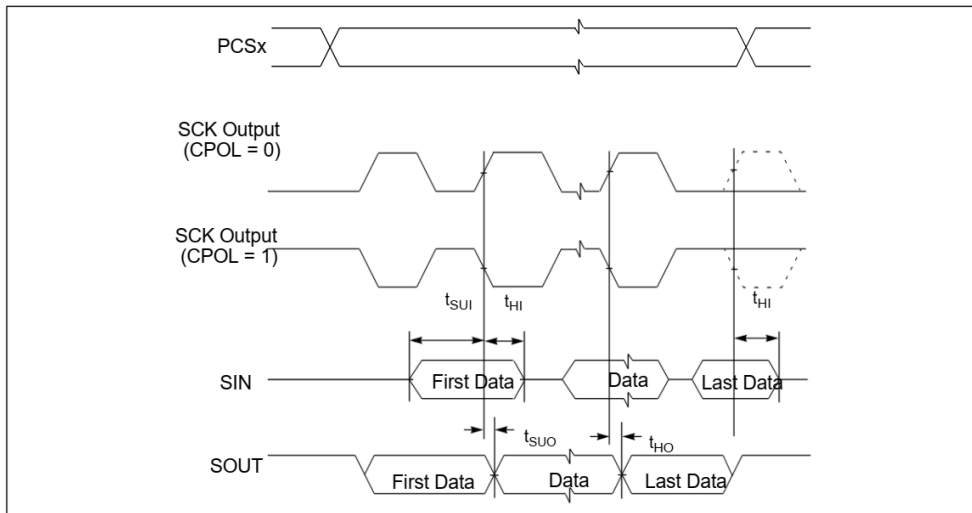 PCSx
SCK Output
(CPOL = 0)
SCK Output
(CPOL = 1)
tSUI
tHI
tHI
SIN
First Data
Data
Last Data
tSUO
tHO
SOUT
First Data
Data
Last Data